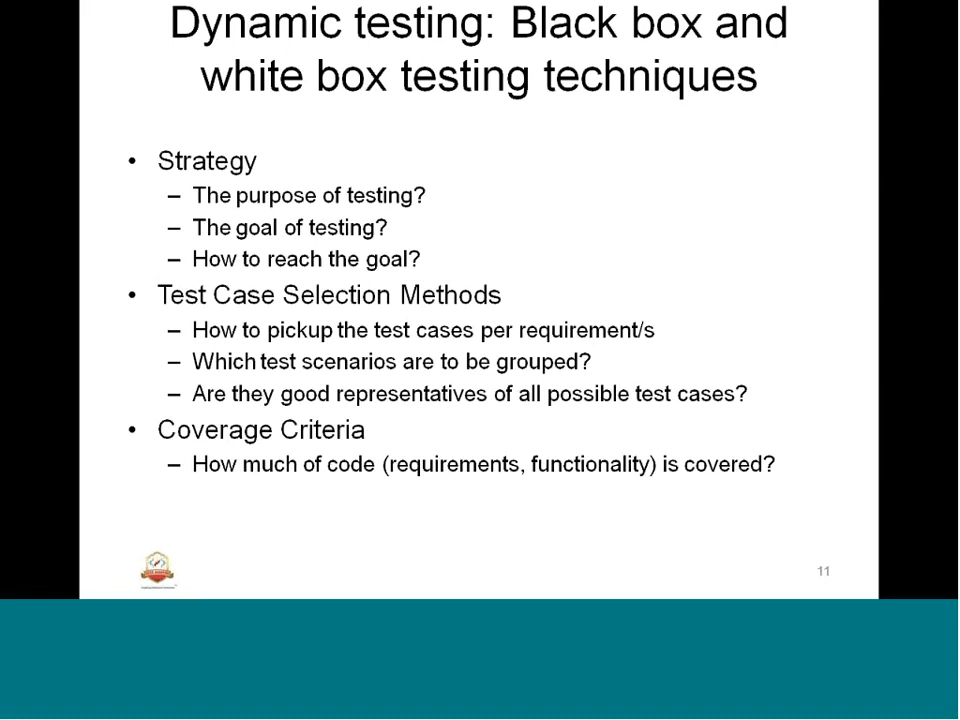 Dynamic testing: Black box and
white box testing techniques
• Strategy
– The purpose of testing?
– The goal of testing?
– How to reach the goal?
• Test Case Selection Methods
– How to pickup the test cases per requirement/s
– Which test scenarios are to be grouped?
– Are they good representatives of all possible test cases?
• Coverage Criteria
– How much of code (requirements, functionality) is covered?
11